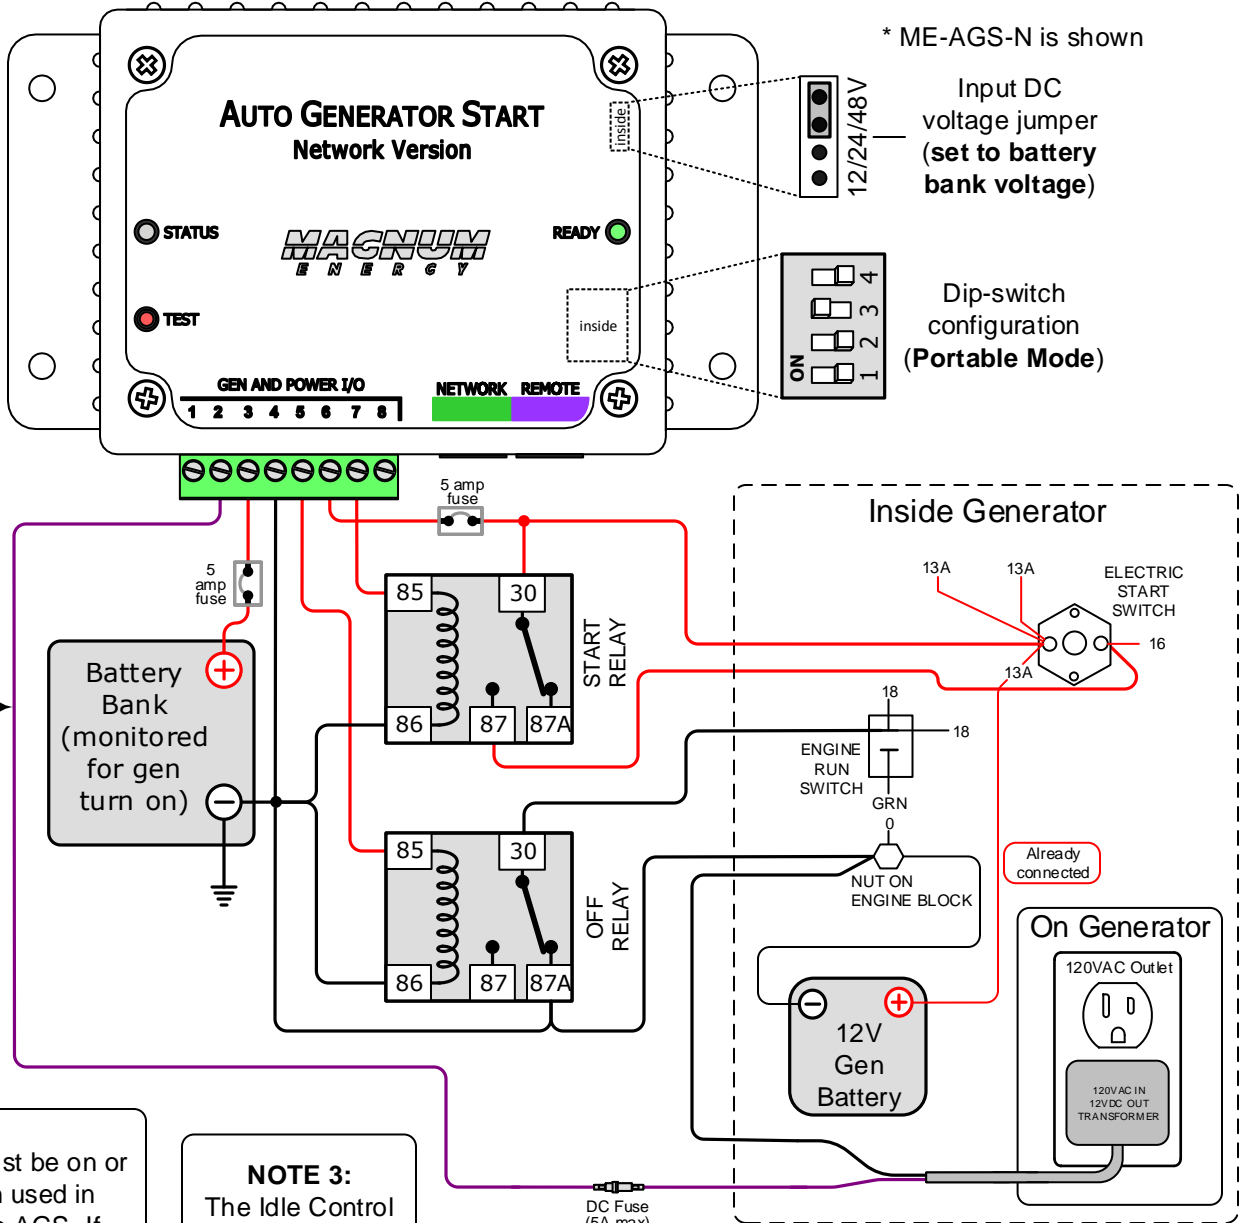 * ME-AGS-N is shown
AUTO GENERATOR START
Network Version
inside
12/24/48V
Input DC
voltage jumper
(set to battery
bank voltage)
STATUS
MAGNUM
ENERGY
READY
TEST
inside
ON
1 2 3 4
Dip-switch
configuration
(Portable Mode)
GEN AND POWER I/O
NETWORK REMOTE
1 2 3 4 5 6 7 8
5 amp
fuse
5
amp
fuse
Battery
Bank
(monitored
for gen
turn on)
+
−
85
30
86
87
87A
START
RELAY
85
30
86
87
87A
OFF
RELAY
Inside Generator
13A
13A
ELECTRIC
START
SWITCH
16
13A
18
18
ENGINE
RUN
SWITCH
GRN
0
NUT ON
ENGINE BLOCK
Already
connected
−
+
12V
Gen
Battery
On Generator
120VAC Outlet
120VAC IN
12VDC OUT
TRANSFORMER
DC Fuse
(5A max)
st be on or
used in
AGS. If
NOTE 3:
The Idle Control